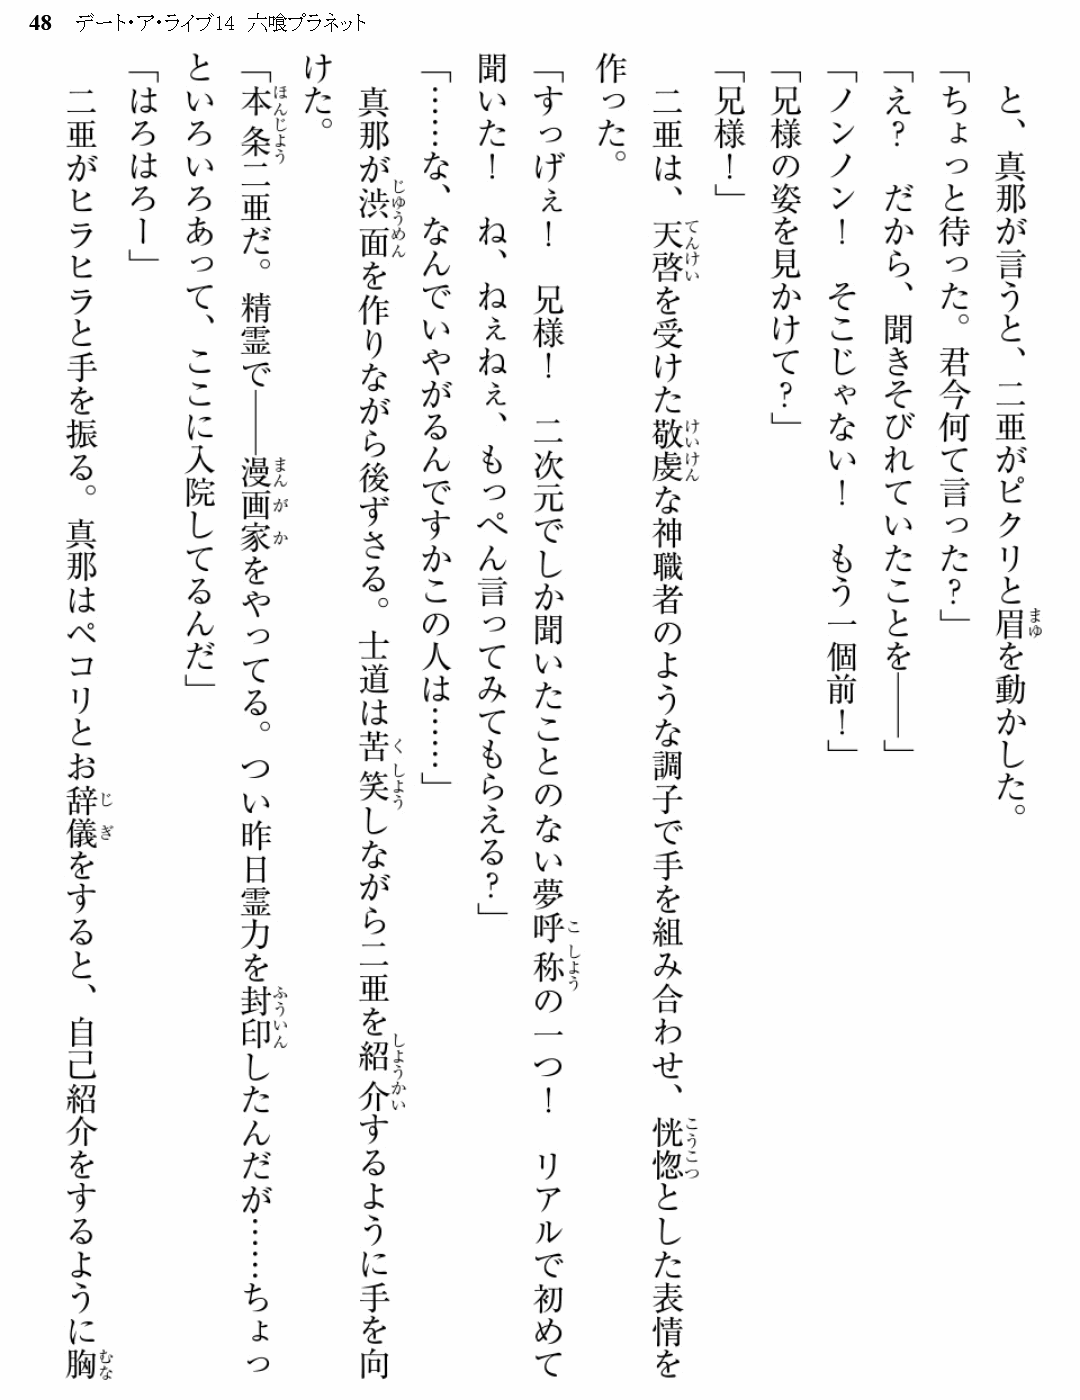 48 デート・ア・ライブ14 六喰プラネット
と、真那が言うと、二亜がピクリと眉を動かした。
「ちょっと待った。君今何て言った？」
「え？　だから、聞きそびれていたことを――」
「ノンノン！　そこじゃない！　もう一個前！」
「兄様の姿を見かけて？」
「兄様！」
二亜は、天啓を受けた敬虔な神職者のような調子で手を組み合わせ、恍惚とした表情を
作った。
「すっげぇ！　兄様！　二次元でしか聞いたことのない夢呼称の一つ！　リアルで初めて
聞いた！　ね、ねぇねぇ、もっぺん言ってみてもらえる？」
「……な、なんでいやがるんですかこの人は……」
真那が渋面を作りながら後ずさる。士道は苦笑しながら二亜を紹介するように手を向
けた。
「本条二亜だ。精霊で――漫画家をやってる。つい昨日霊力を封印したんだが……ちょっ
といろいろあって、ここに入院してるんだ」
「はろはろー」
二亜がヒラヒラと手を振る。真那はペコリとお辞儀をすると、自己紹介をするように胸